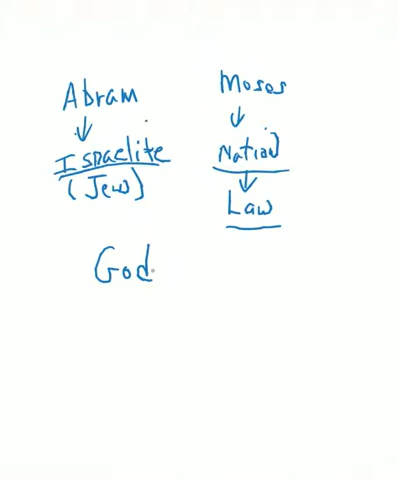 Abram
↓
Israelite
(Jew)
Moses
↓
Nation
↓
Law
God